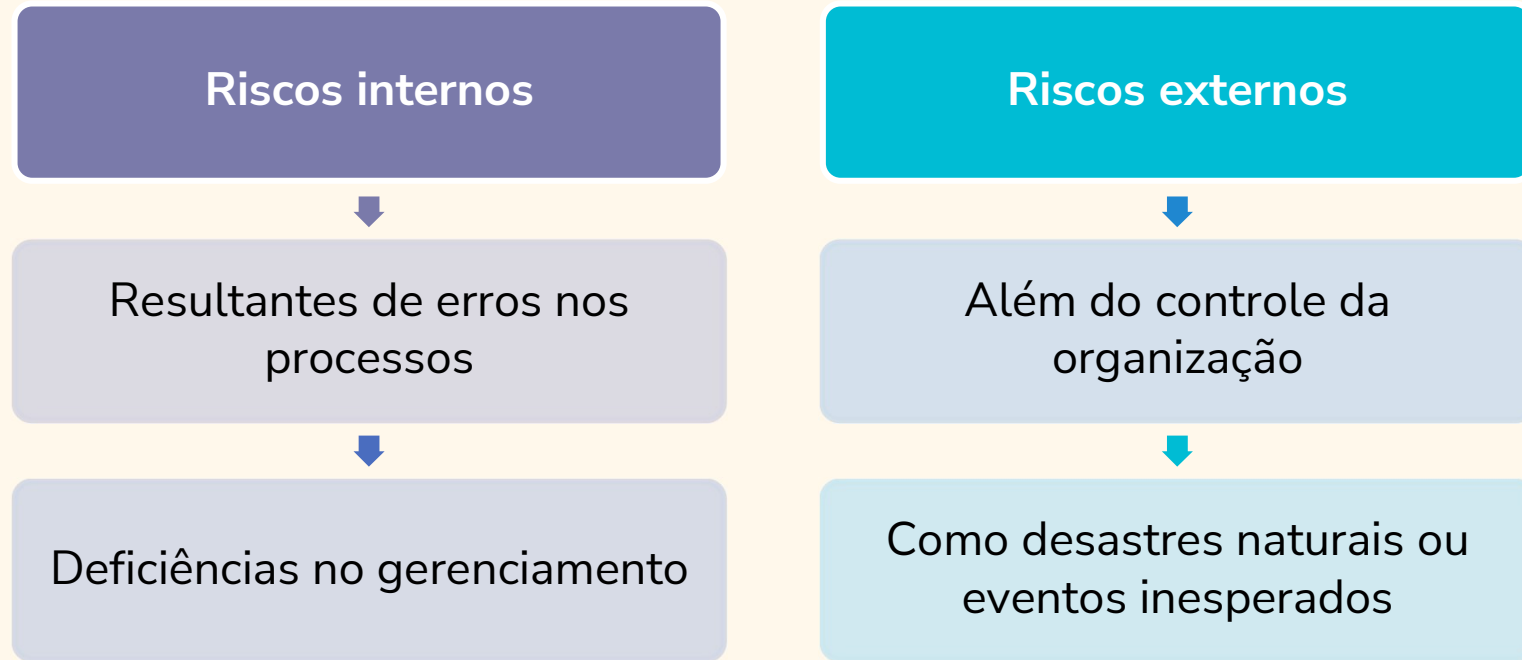 Riscos internos
Resultantes de erros nos
processos
Deficiências no gerenciamento
Riscos externos
Além do controle da
organização
Como desastres naturais ou
eventos inesperados